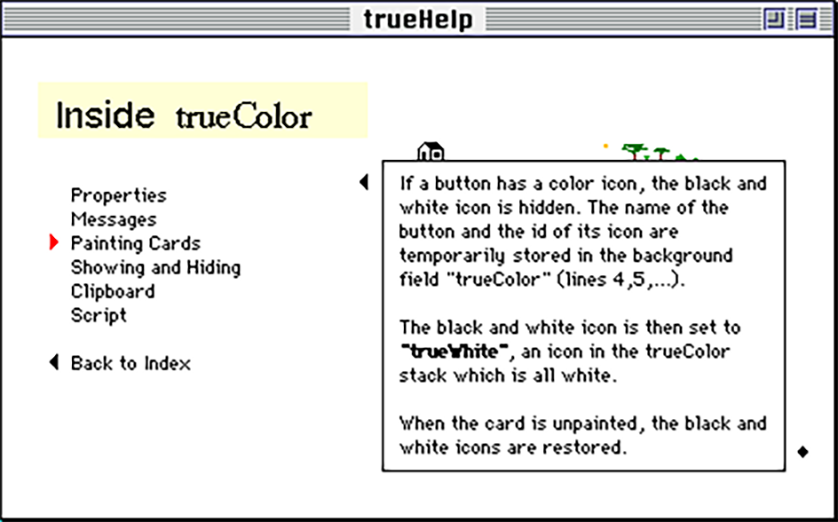 trueHelp
Inside trueColor
Properties
Messages
Painting Cards
Showing and Hiding
Clipboard
Script
Back to Index
If a button has a color icon, the black and
white icon is hidden. The name of the
button and the id of its icon are
temporarily stored in the background
field "trueColor" (lines 4,5,...).
The black and white icon is then set to
"trueWhite", an icon in the trueColor
stack which is all white.
When the card is unpainted, the black and
white icons are restored.